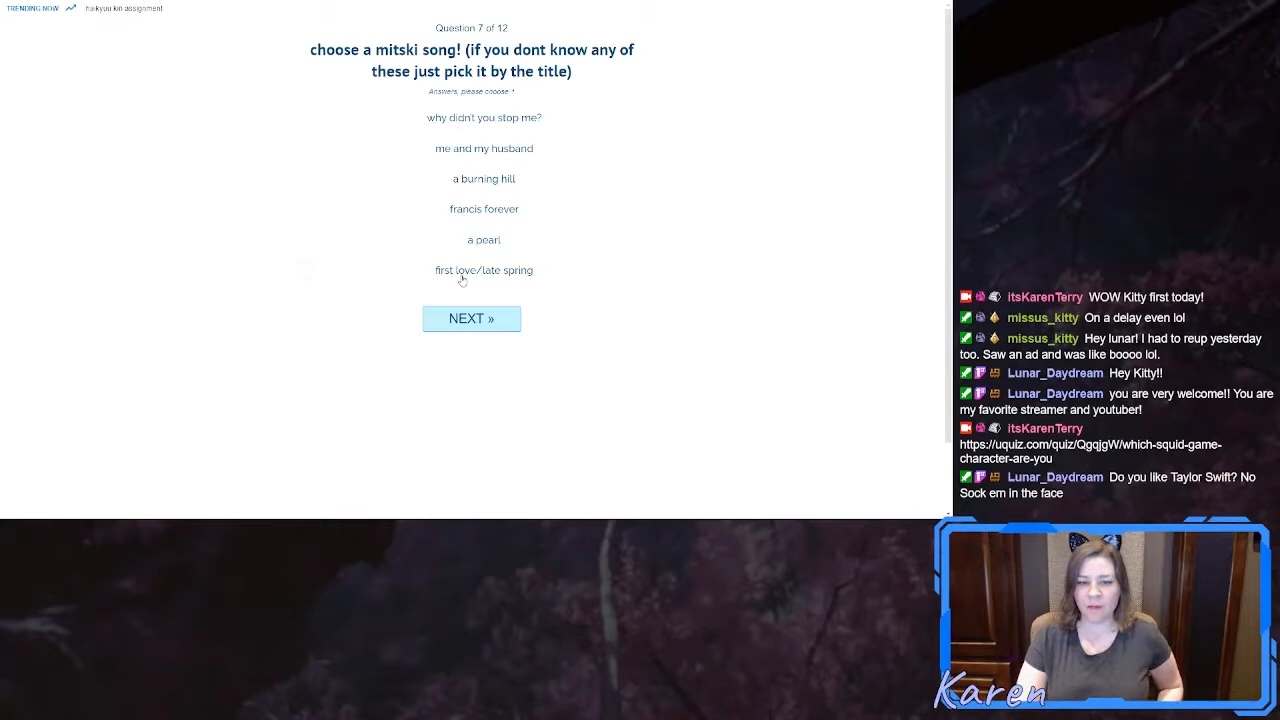 TRENDING NOW
haikyuu kin assignment
Question 7 of 12
choose a mitski song! (if you dont know any of
these just pick it by the title)
Answers, please choose 1
why didn't you stop me?
me and my husband
a burning hill
francis forever
a pearl
first love/late spring
NEXT »
itsKarenTerry WOW Kitty first today!
missus_kitty On a delay even lol
missus_kitty Hey lunar! I had to reup yesterday
too. Saw an ad and was like boooo lol.
Lunar_Daydream Hey Kitty!!
Lunar_Daydream you are very welcome!! You are
my favorite streamer and youtuber!
itsKarenTerry
https://uquiz.com/quiz/QgqjgW/which-squid-game-
character-are-you
Lunar_Daydream Do you like Taylor Swift? No
Sock em in the face
Karen